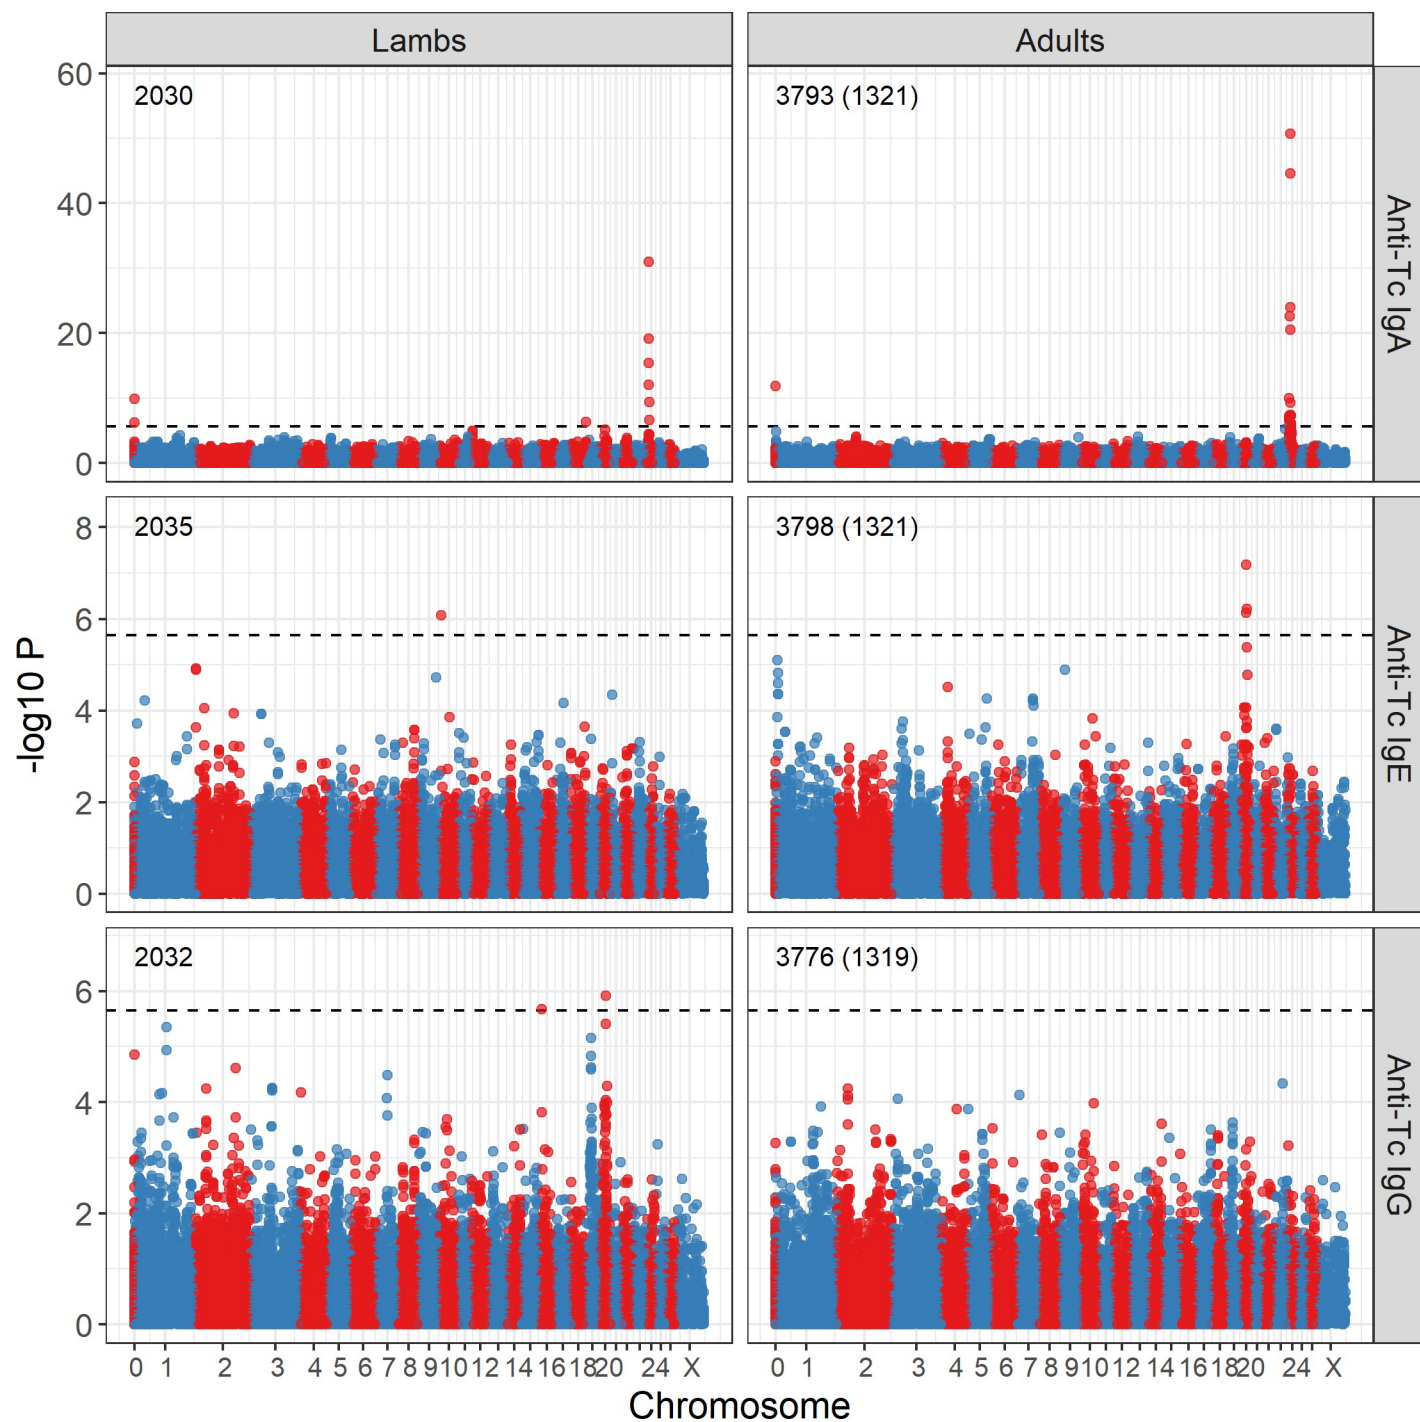 Lambs
Adults
60
40
20
0
2030
3793 (1321)
Anti-Tc IgA
8
6
4
2
0
2035
3798 (1321)
Anti-Tc IgE
6
4
2
0
2032
3776 (1319)
Anti-Tc IgG
-log10 P
0 1 2 3 4 5 6 7 8 9 10 12 14 16 18 20 24 X
0 1 2 3 4 5 6 7 8 9 10 12 14 16 18 20 24 X
Chromosome